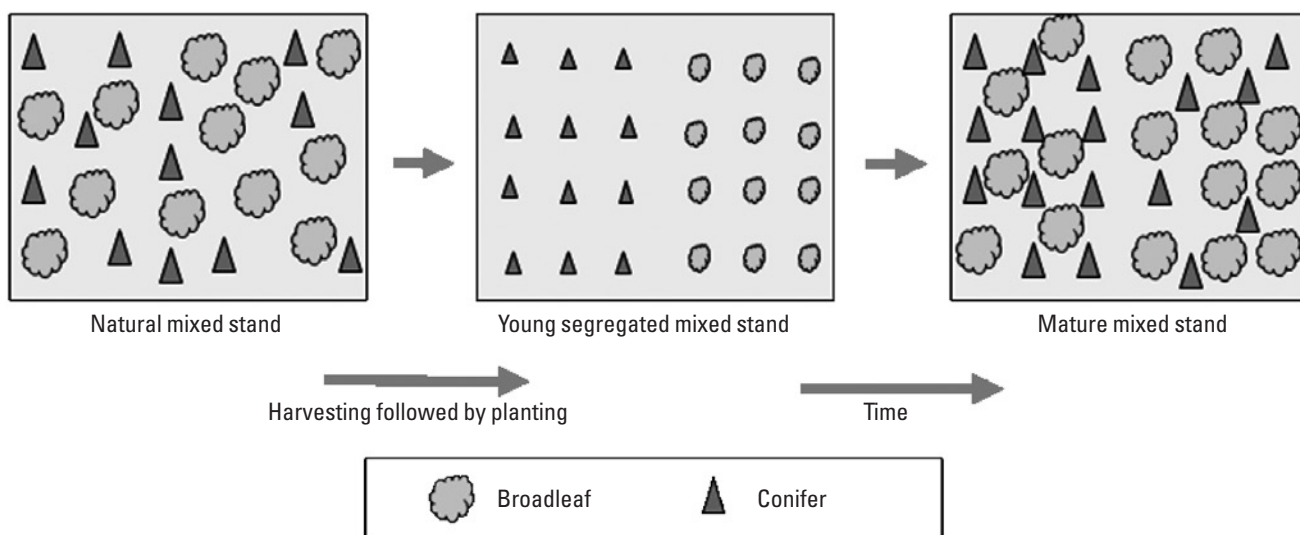 Natural mixed stand
Young segregated mixed stand
Mature mixed stand
Harvesting followed by planting
Time
Broadleaf
Conifer